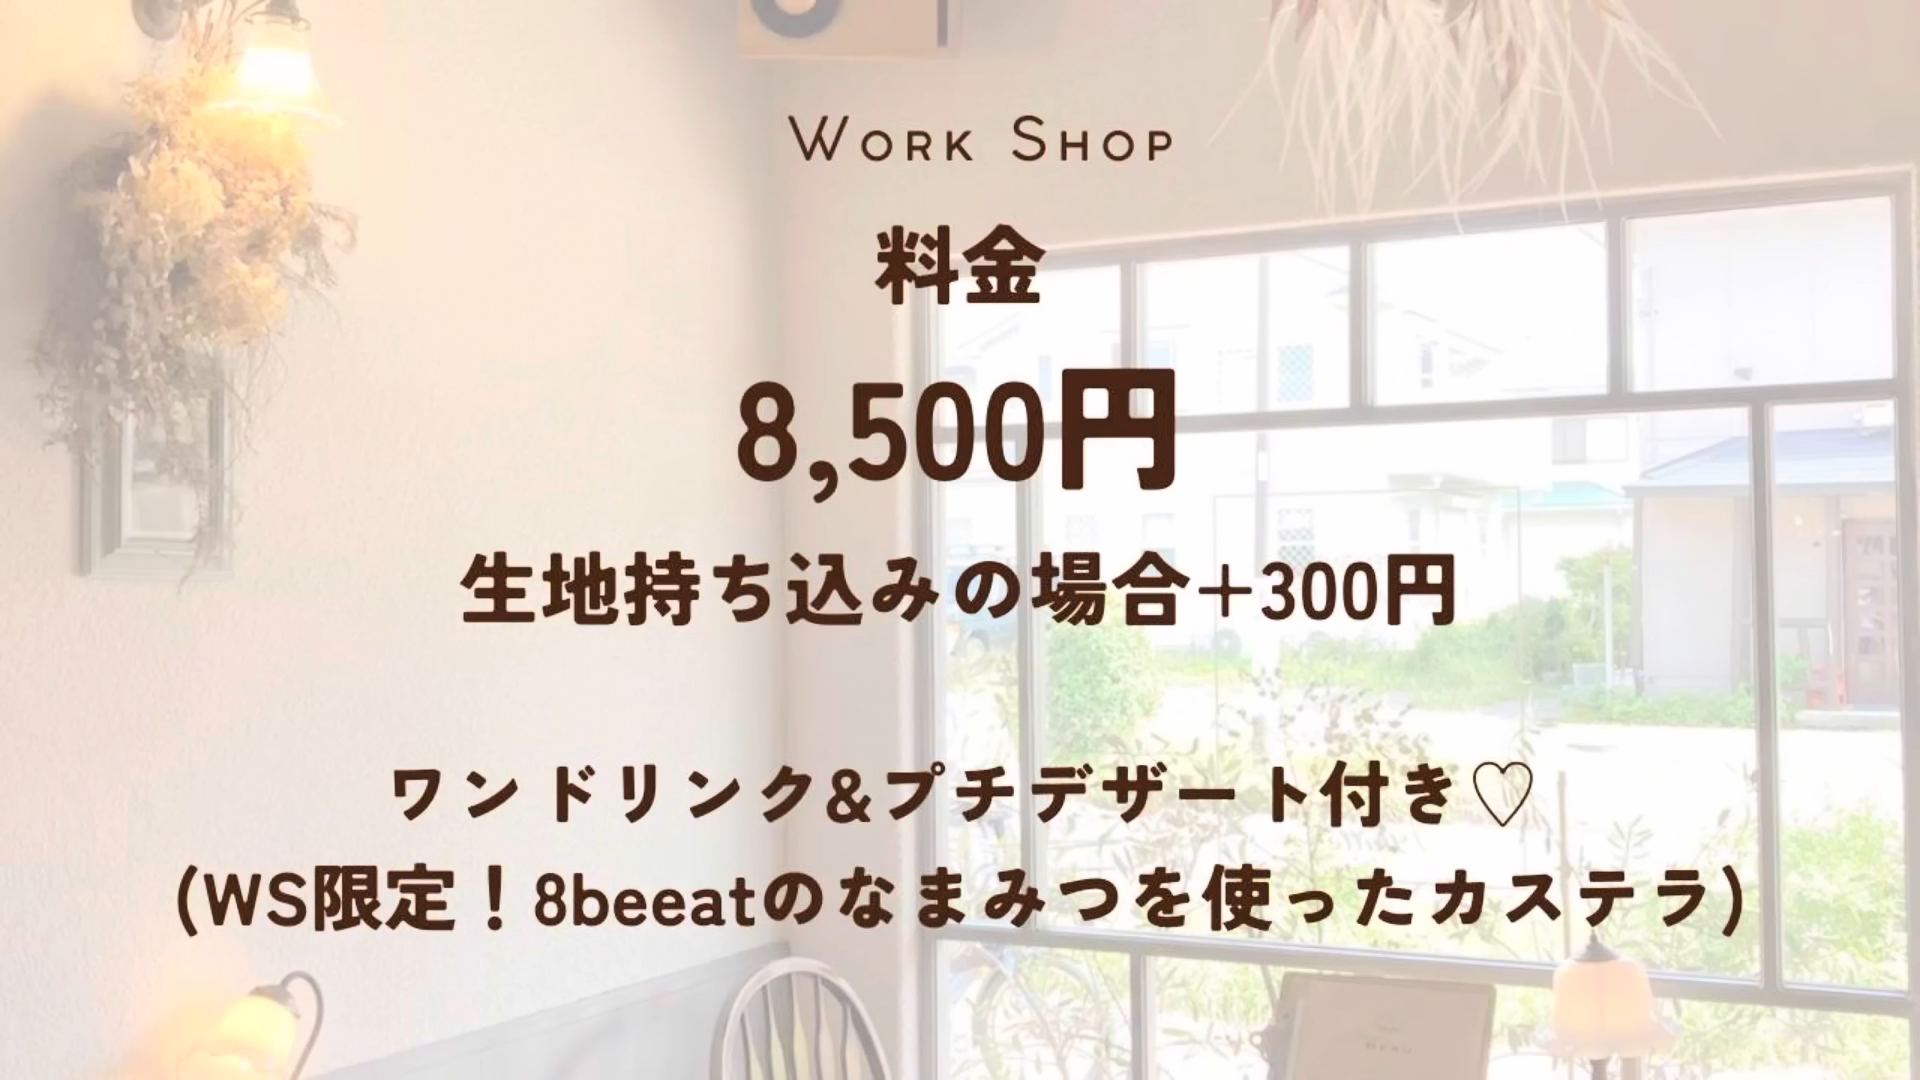 Work Shop
料金
8,500円
生地持ち込みの場合+300円
ワンドリンク&プチデザート付き♡
(WS限定！8beeatのなまみつを使ったカステラ)
MENU